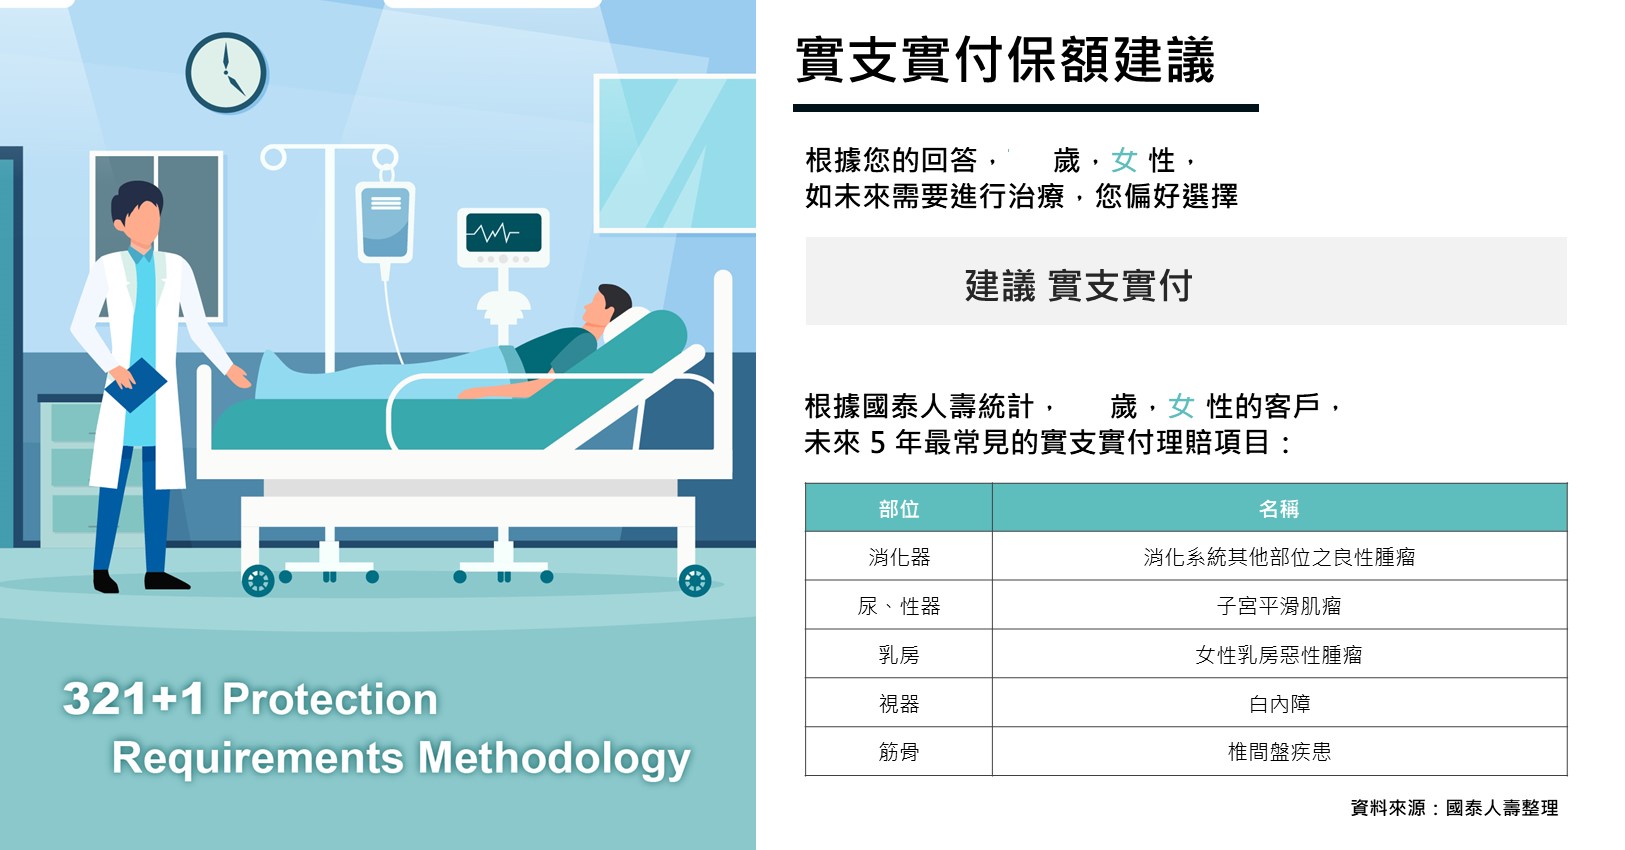 實支實付保額建議
根據您的回答， 歲，女 性，
如未來需要進行治療，您偏好選擇
建議 實支實付
根據國泰人壽統計， 歲，女 性的客戶，
未來 5 年最常見的實支實付理賠項目：
部位 名稱
消化器 消化系統其他部位之良性腫瘤
尿、性器 子宮平滑肌瘤
乳房 女性乳房惡性腫瘤
視器 白內障
筋骨 椎間盤疾患
資料來源：國泰人壽整理
321+1 Protection
Requirements Methodology